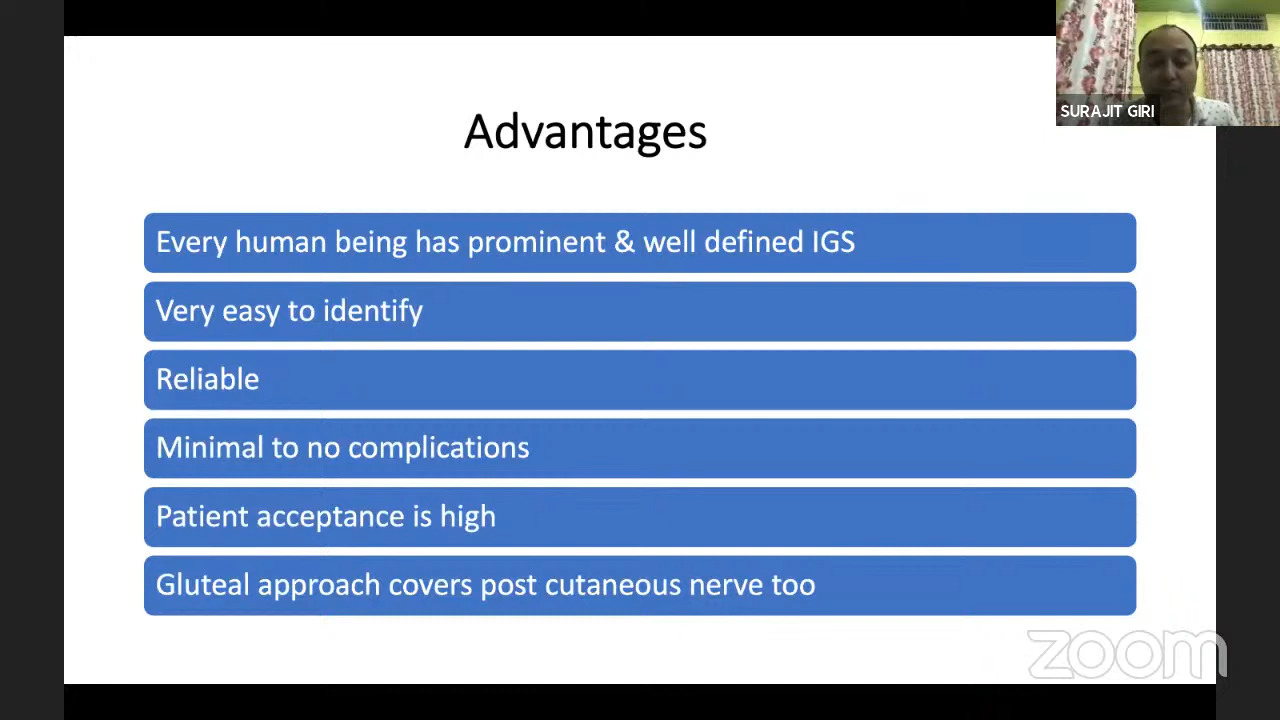 SURAJIT GIRI
Advantages
Every human being has prominent & well defined IGS
Very easy to identify
Reliable
Minimal to no complications
Patient acceptance is high
Gluteal approach covers post cutaneous nerve too
zoom